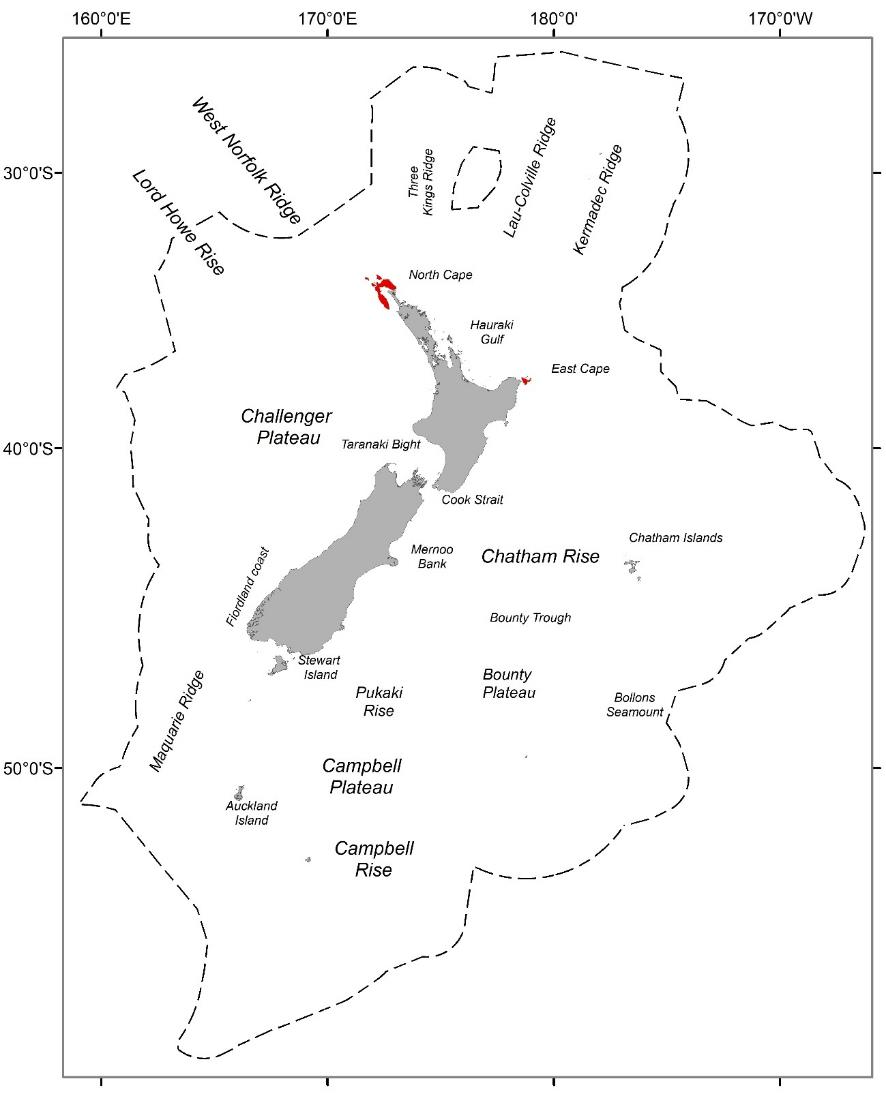 160°0'E
170°0'E
180°0'
170°0'W
30°0'S
40°0'S
50°0'S
West Norfolk Ridge
Lord Howe Rise
Three
Kings Ridge
Lau-Colville Ridge
Kermadec Ridge
North Cape
Hauraki
Gulf
East Cape
Challenger
Plateau
Taranaki Bight
Cook Strait
Mernoo
Bank
Chatham Rise
Chatham Islands
Fiordland coast
Bounty Trough
Stewart
Island
Pukaki
Rise
Bounty
Plateau
Bollons
Seamount
Maquarie Ridge
Campbell
Plateau
Auckland
Island
Campbell
Rise